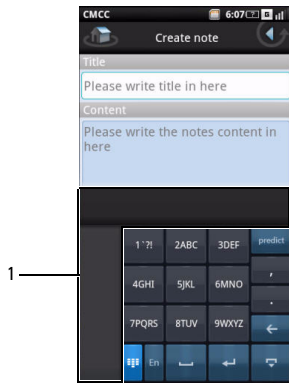 CMCC 6:07
Create note
Title
Please write title in here
Content
Please write the notes content in
here
1
1`?! 2ABC 3DEF predict
4GHI 5JKL 6MNO ,
.
7PQRS 8TUV 9WXYZ
En